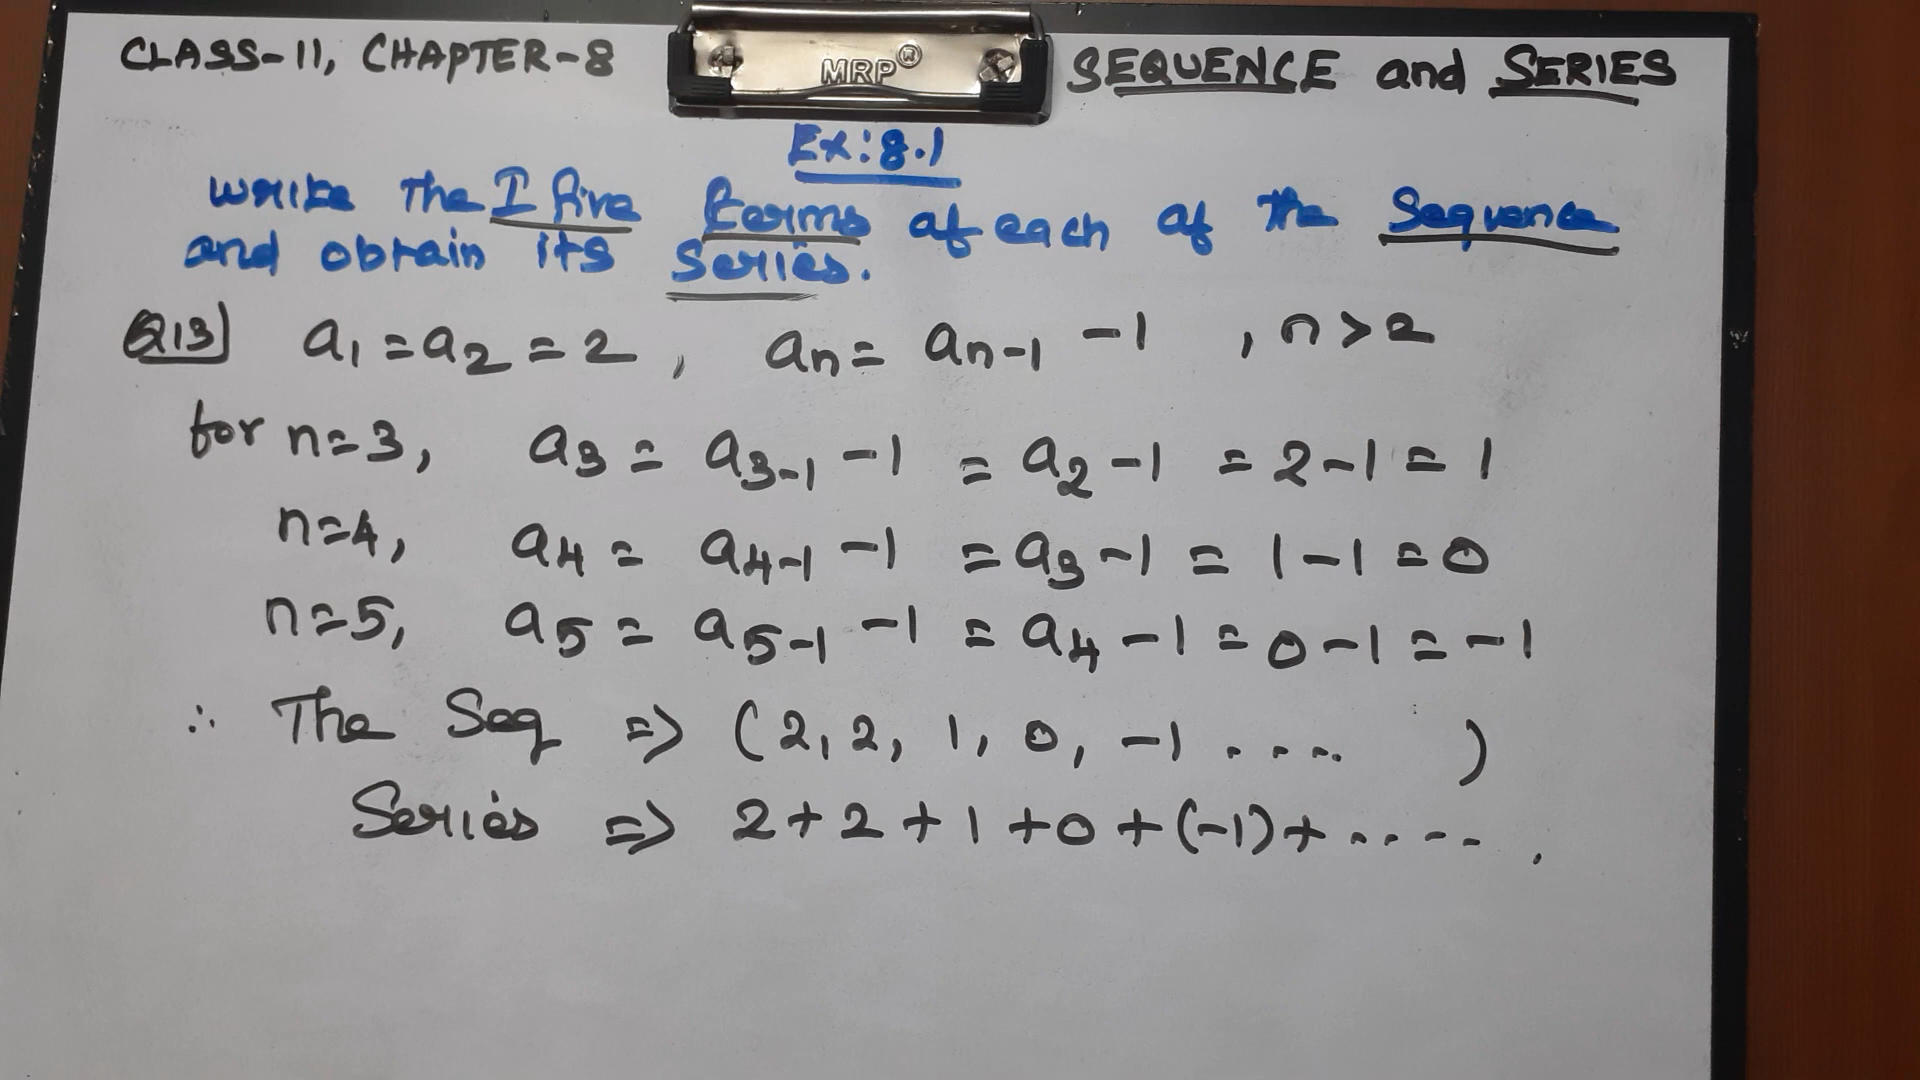 CLASS-11, CHAPTER-8 MRP® SEQUENCE and SERIES
Ex: 8.1
write the I five terms of each of the Sequence
and obtain its series.
Q13) a₁ = a₂ = 2, aₙ = aₙ₋₁ - 1, n > 2
for n=3, a₃ = a₃₋₁ - 1 = a₂ - 1 = 2 - 1 = 1
n=4, a₄ = a₄₋₁ - 1 = a₃ - 1 = 1 - 1 = 0
n=5, a₅ = a₅₋₁ - 1 = a₄ - 1 = 0 - 1 = -1
∴ The Seq ⇒ (2, 2, 1, 0, -1 .... )
Series ⇒ 2 + 2 + 1 + 0 + (-1) + .....